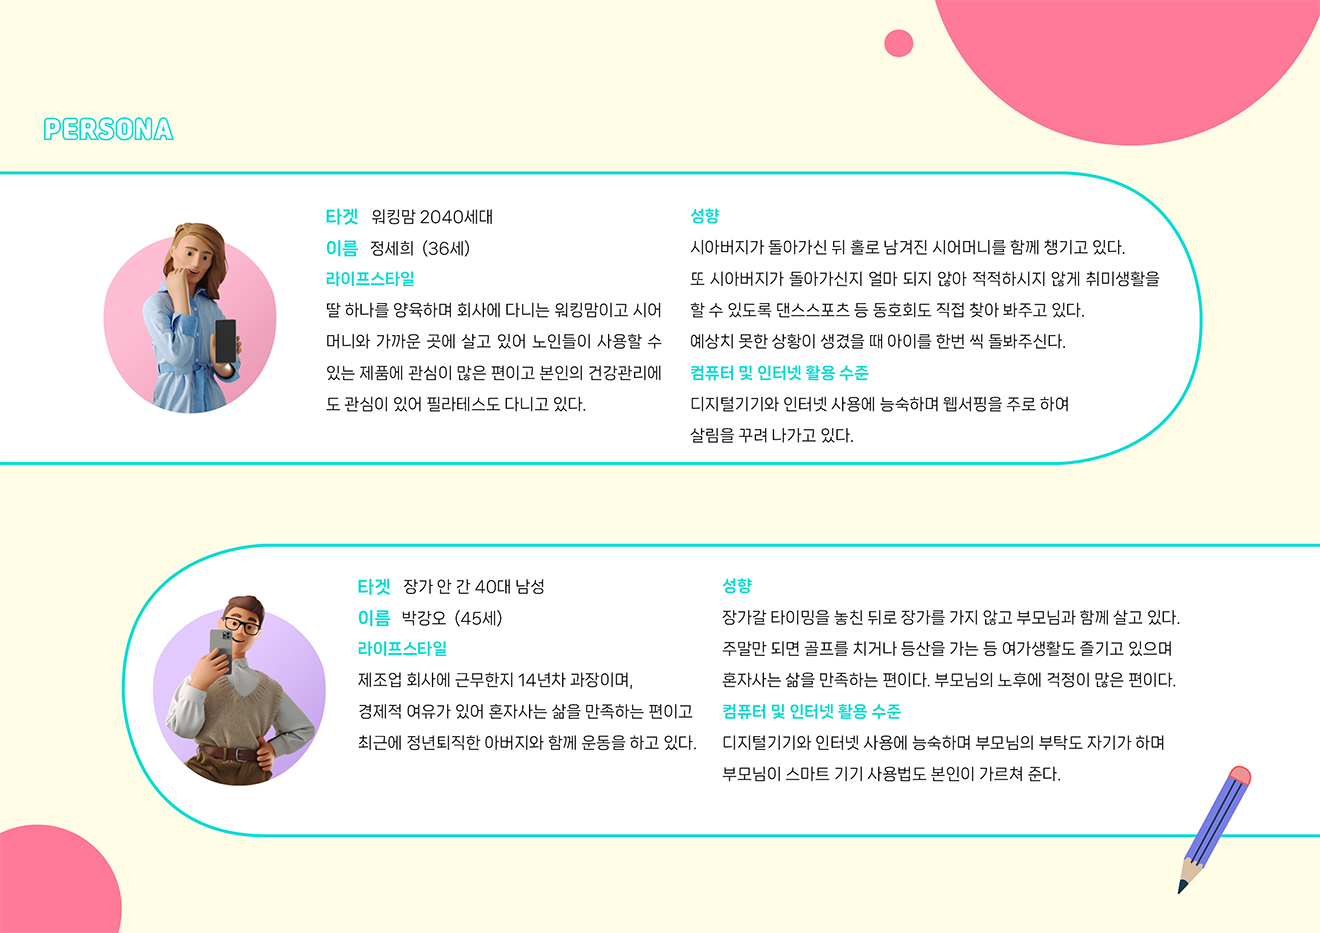 PERSONA
타겟 워킹맘 2040세대
이름 정세희 (36세)
라이프스타일
딸 하나를 양육하며 회사에 다니는 워킹맘이고 시어
머니와 가까운 곳에 살고 있어 노인들이 사용할 수
있는 제품에 관심이 많은 편이고 본인의 건강관리에
도 관심이 있어 필라테스도 다니고 있다.
성향
시아버지가 돌아가신 뒤 홀로 남겨진 시어머니를 함께 챙기고 있다.
또 시아버지가 돌아가신지 얼마 되지 않아 적적하시지 않게 취미생활을
할 수 있도록 댄스스포츠 등 동호회도 직접 찾아 봐주고 있다.
예상치 못한 상황이 생겼을 때 아이를 한번 씩 돌봐주신다.
컴퓨터 및 인터넷 활용 수준
디지털기기와 인터넷 사용에 능숙하며 웹서핑을 주로 하여
살림을 꾸려 나가고 있다.
타겟 장가 안 간 40대 남성
이름 박강오 (45세)
라이프스타일
제조업 회사에 근무한지 14년차 과장이며,
경제적 여유가 있어 혼자사는 삶을 만족하는 편이고
최근에 정년퇴직한 아버지와 함께 운동을 하고 있다.
성향
장가갈 타이밍을 놓친 뒤로 장가를 가지 않고 부모님과 함께 살고 있다.
주말만 되면 골프를 치거나 등산을 가는 등 여가생활도 즐기고 있으며
혼자사는 삶을 만족하는 편이다. 부모님의 노후에 걱정이 많은 편이다.
컴퓨터 및 인터넷 활용 수준
디지털기기와 인터넷 사용에 능숙하며 부모님의 부탁도 자기가 하며
부모님이 스마트 기기 사용법도 본인이 가르쳐 준다.